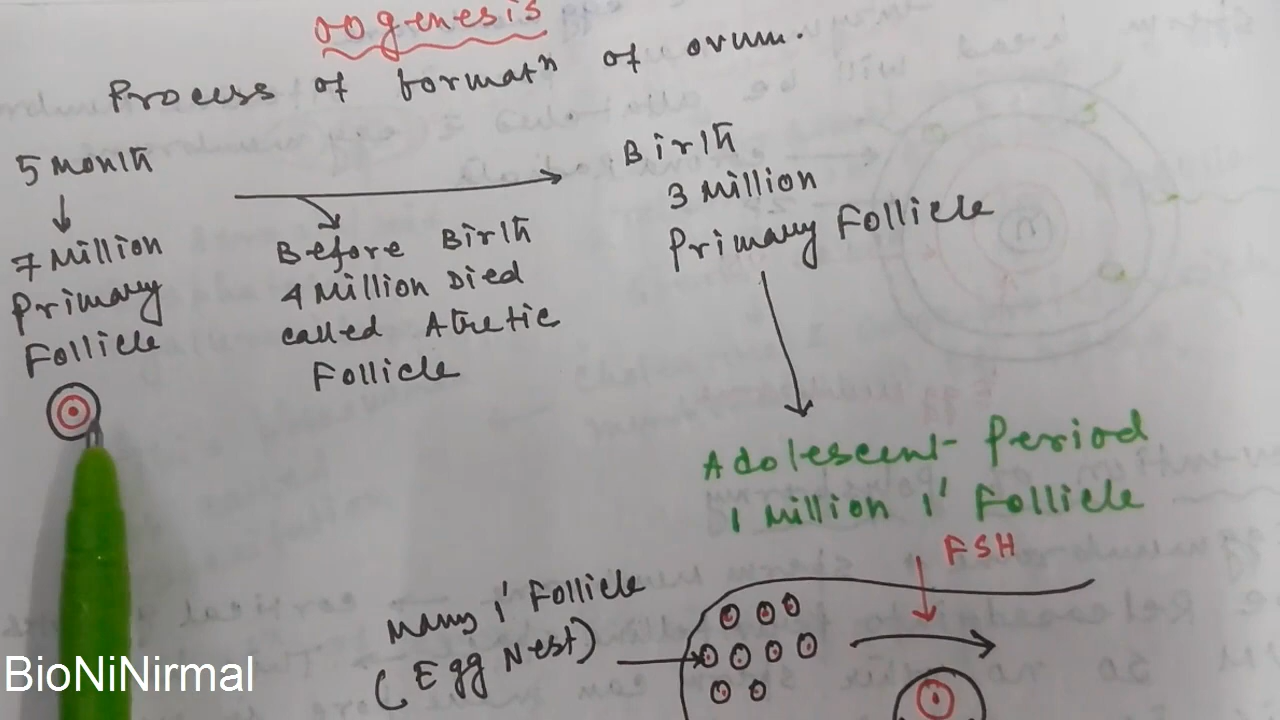 oogenesis
Process of formatⁿ of ovum.
5 Month
7 Million
Primary
Follicle
Before Birth
4 Million Died
called Atretic
Follicle
Birth
3 Million
Primary Follicle
Adolescent Period
1 Million 1' Follicle
FSH
Many 1' Follicle
(Egg Nest)
BioNiNirmal